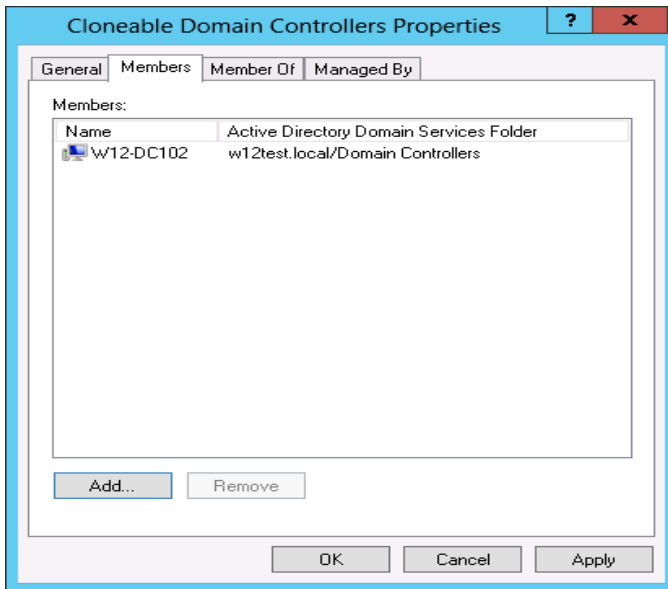 Cloneable Domain Controllers Properties ? x
General Members Member Of Managed By
Members:
Name Active Directory Domain Services Folder
W12-DC102 w12test.local/Domain Controllers
Add... Remove
OK Cancel Apply